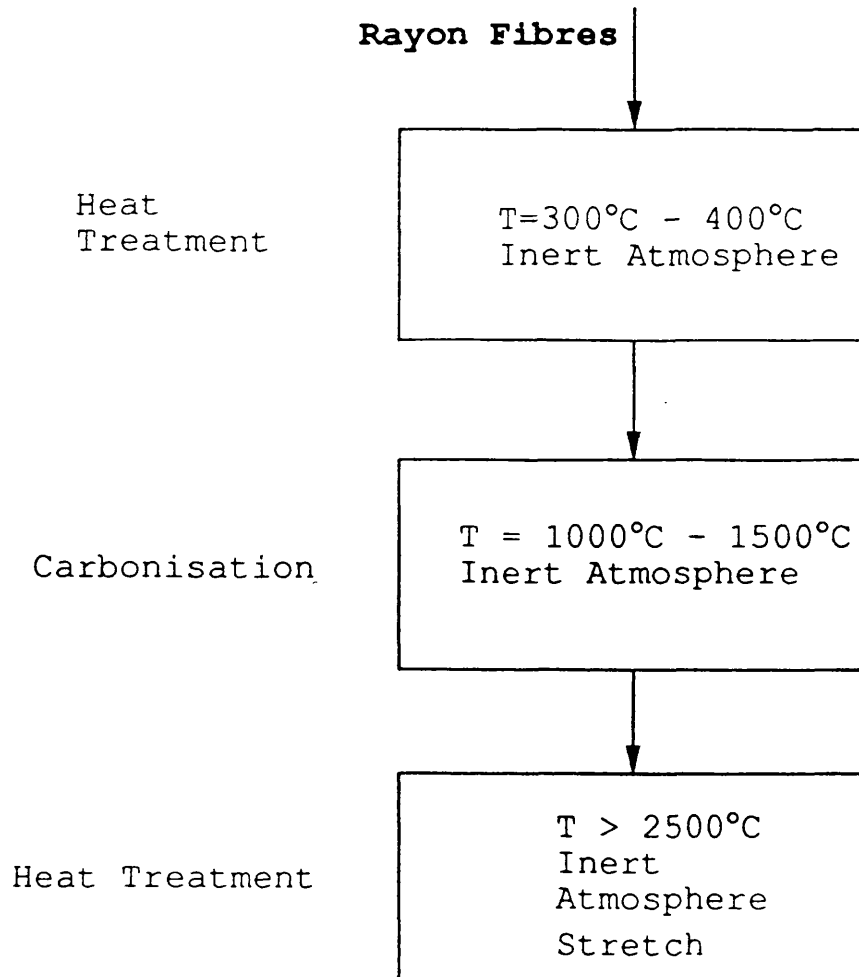 Rayon Fibres
Heat
Treatment
T=300°C - 400°C
Inert Atmosphere
Carbonisation
T = 1000°C - 1500°C
Inert Atmosphere
Heat Treatment
T > 2500°C
Inert
Atmosphere
Stretch